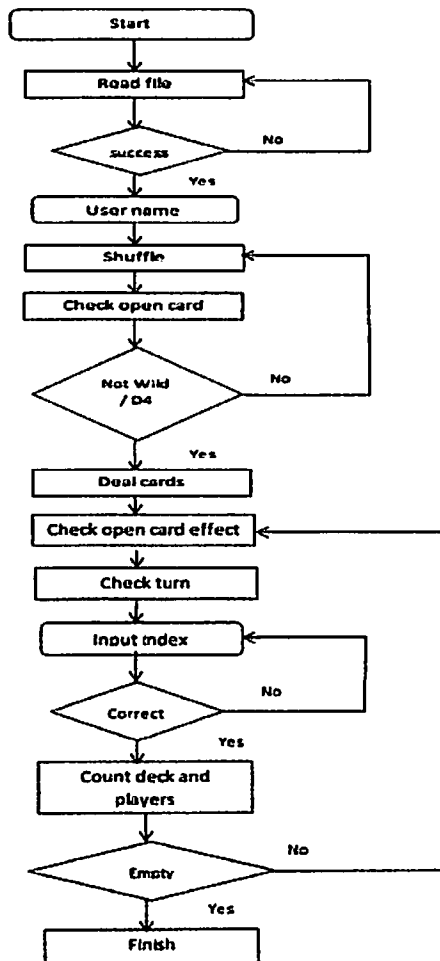 Start
Read file
No
success
Yes
User name
Shuffle
Check open card
Not Wild
/ D4
No
Yes
Deal cards
Check open card effect
Check turn
Input index
No
Correct
Yes
Count deck and
players
No
Empty
Yes
Finish